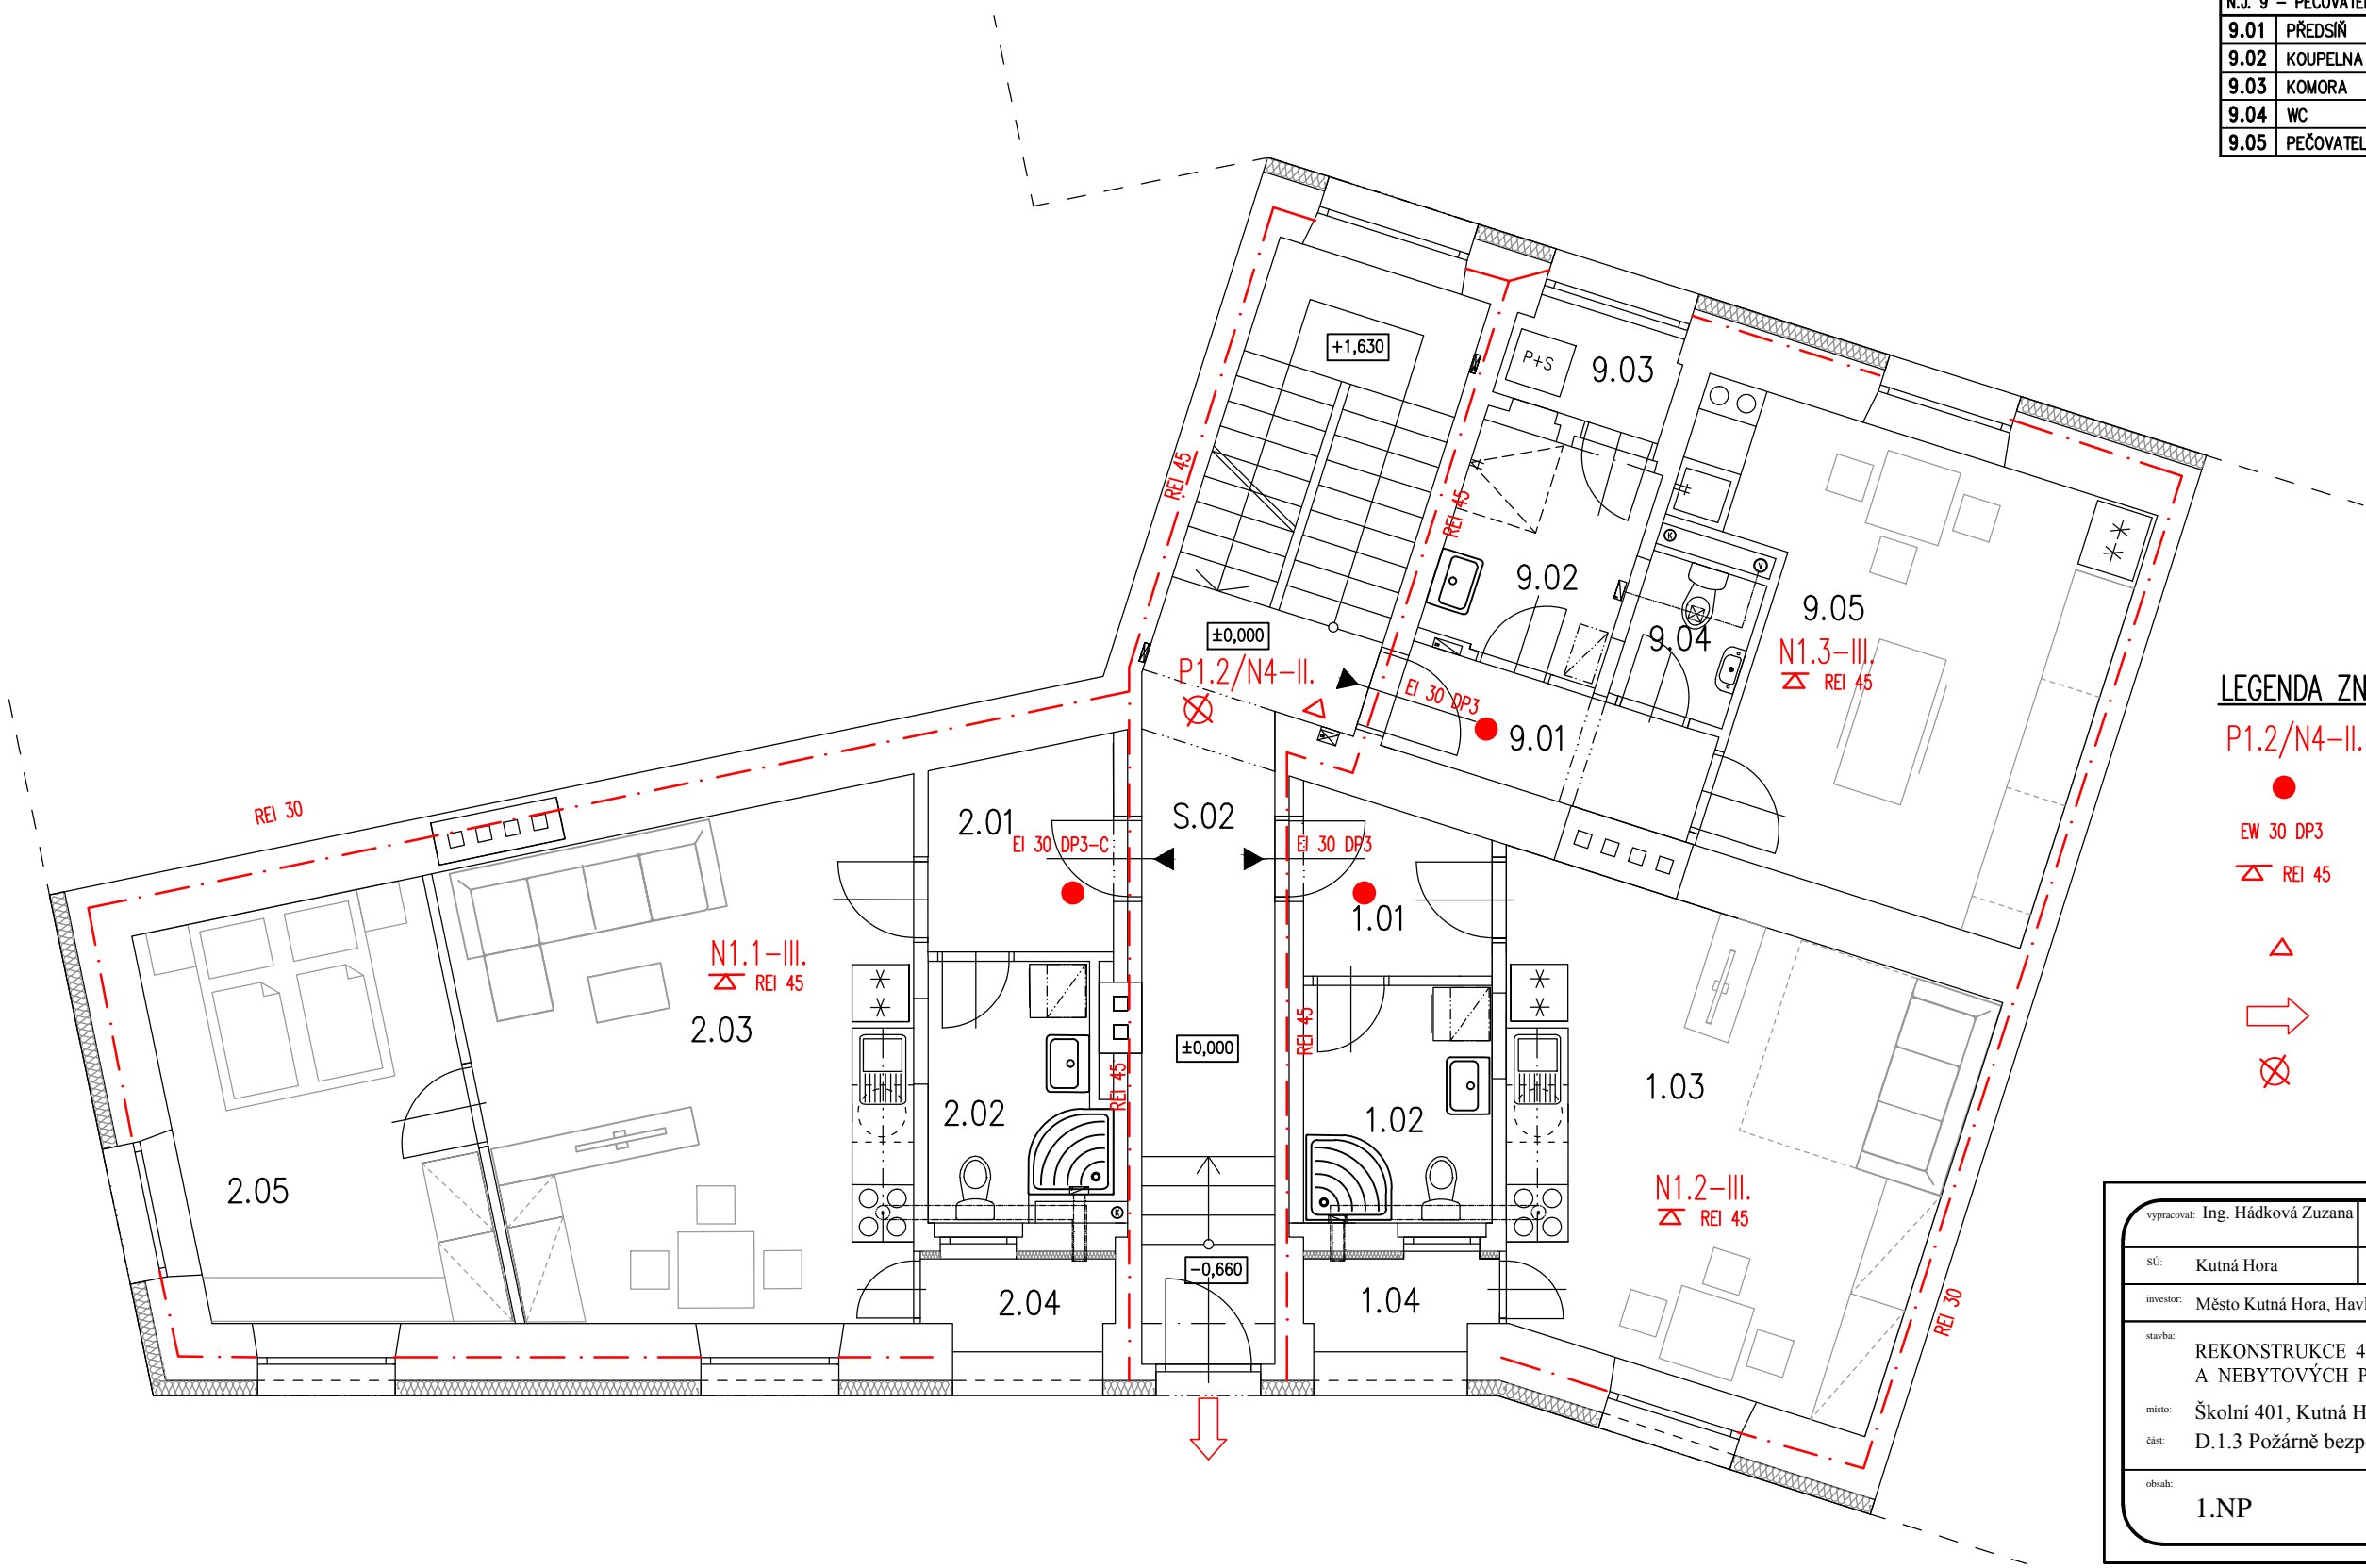 N.J. 9 – PEČOVATEL
9.01 PŘEDSÍŇ
9.02 KOUPELNA
9.03 KOMORA
9.04 WC
9.05 PEČOVATEL
+1,630
P+S
9.03
REI 45
REI 45
9.02
9.05
±0,000
9.04
N1.3–III.
P1.2/N4–II.
REI 45
EI 30 DP3
9.01
LEGENDA ZN
P1.2/N4–II.
EW 30 DP3
REI 45
REI 30
2.01
S.02
EI 30 DP3–C
EI 30 DP3
1.01
N1.1–III.
REI 45
2.03
±0,000
REI 45
REI 45
1.03
2.02
1.02
2.05
K
K
V
N1.2–III.
REI 45
–0,660
2.04
1.04
REI 30
vypracoval: Ing. Hádková Zuzana
SÚ: Kutná Hora
investor: Město Kutná Hora, Havl
stavba:
REKONSTRUKCE 4
A NEBYTOVÝCH P
místo: Školní 401, Kutná H
část: D.1.3 Požárně bezp
obsah:
1.NP